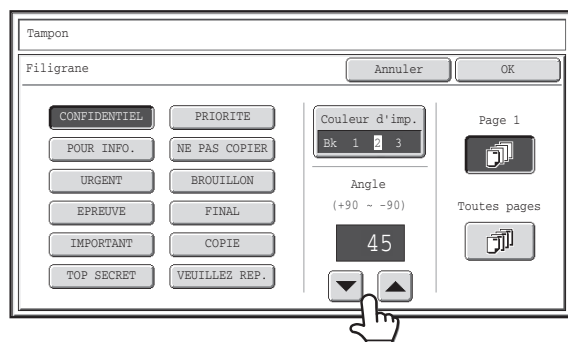 Tampon
Filigrane
Annuler
OK
CONFIDENTIEL
PRIORITE
POUR INFO.
NE PAS COPIER
URGENT
BROUILLON
EPREUVE
FINAL
IMPORTANT
COPIE
TOP SECRET
VEUILLEZ REP.
Couleur d'imp.
Bk 1 2 3
Angle
(+90 ~ -90)
45
Page 1
Toutes pages